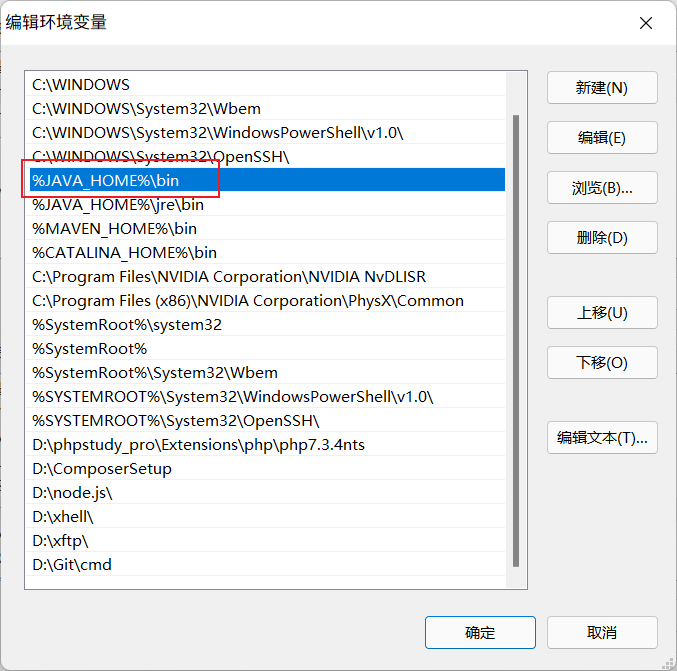 编辑环境变量
C:\WINDOWS
C:\WINDOWS\System32\Wbem
C:\WINDOWS\System32\WindowsPowerShell\v1.0\
C:\WINDOWS\System32\OpenSSH\
%JAVA_HOME%\bin
%JAVA_HOME%\jre\bin
%MAVEN_HOME%\bin
%CATALINA_HOME%\bin
C:\Program Files\NVIDIA Corporation\NVIDIA NvDLISR
C:\Program Files (x86)\NVIDIA Corporation\PhysX\Common
%SystemRoot%\system32
%SystemRoot%
%SystemRoot%\System32\Wbem
%SYSTEMROOT%\System32\WindowsPowerShell\v1.0\
%SYSTEMROOT%\System32\OpenSSH\
D:\phpstudy_pro\Extensions\php\php7.3.4nts
D:\ComposerSetup
D:\node.js\
D:\xhell\
D:\xftp\
D:\Git\cmd
新建(N)
编辑(E)
浏览(B)...
删除(D)
上移(U)
下移(O)
编辑文本(T)...
确定
取消